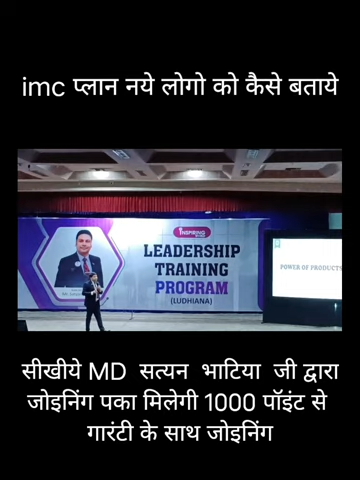 imc प्लान नये लोगो को कैसे बताये
INSPIRING
LEADERSHIP
TRAINING
PROGRAM
(LUDHIANA)
POWER OF PRODUCTS
सीखीये MD सत्यन भाटिया जी द्वारा
जोइनिंग पका मिलेगी 1000 पॉइंट से
गारंटी के साथ जोइनिंग